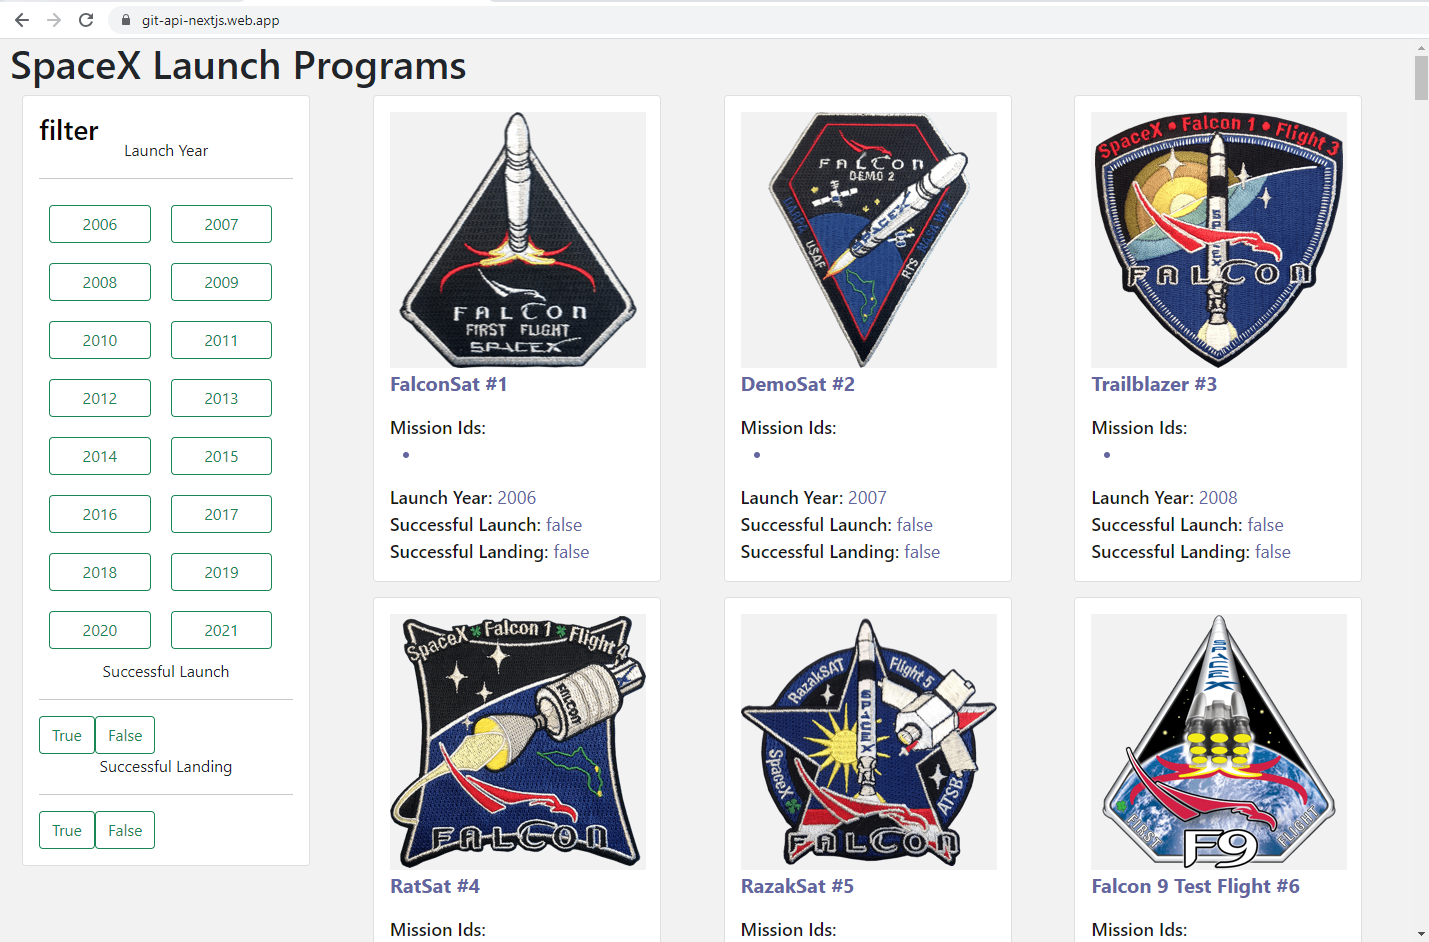 git-api-nextjs.web.app
SpaceX Launch Programs
filter
Launch Year
2006
2007
2008
2009
2010
2011
2012
2013
2014
2015
2016
2017
2018
2019
2020
2021
Successful Launch
True
False
Successful Landing
True
False
FALCON
FIRST FLIGHT
SPACEX
FalconSat #1
Mission Ids:
Launch Year: 2006
Successful Launch: false
Successful Landing: false
FALCON
DEMO 2
SPACEX
DARPA
USAF
RTS
NASA
DemoSat #2
Mission Ids:
Launch Year: 2007
Successful Launch: false
Successful Landing: false
SpaceX • Falcon 1 • Flight 3
SPACEX
FALCON
Trailblazer #3
Mission Ids:
Launch Year: 2008
Successful Launch: false
Successful Landing: false
SpaceX Falcon 1 Flight 4
FALCON
FALCON
RatSat #4
Mission Ids:
RazakSAT
Flight 5
SPACEX
SpaceX
ATSB
FALCON
RazakSat #5
Mission Ids:
SPACEX
FIRST
FLIGHT
F9
Falcon 9 Test Flight #6
Mission Ids: